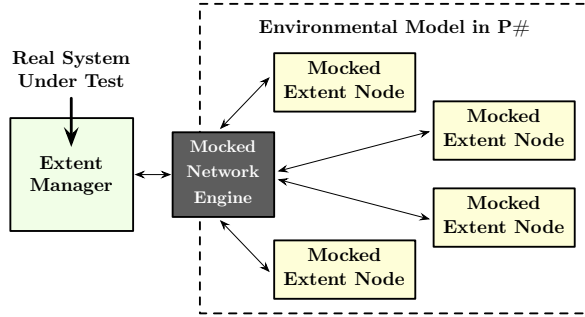 Environmental Model in P#
Real System
Under Test
Mocked
Extent Node
Mocked
Extent Node
Extent
Manager
Mocked
Network
Engine
Mocked
Extent Node
Mocked
Extent Node